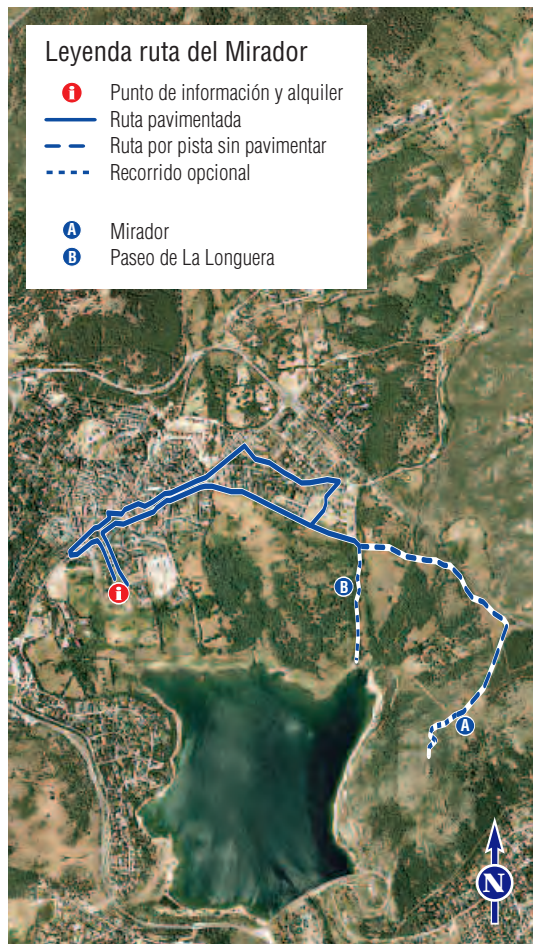 Leyenda ruta del Mirador
i Punto de información y alquiler
Ruta pavimentada
Ruta por pista sin pavimentar
Recorrido opcional
A Mirador
B Paseo de La Longuera
B
i
A
N